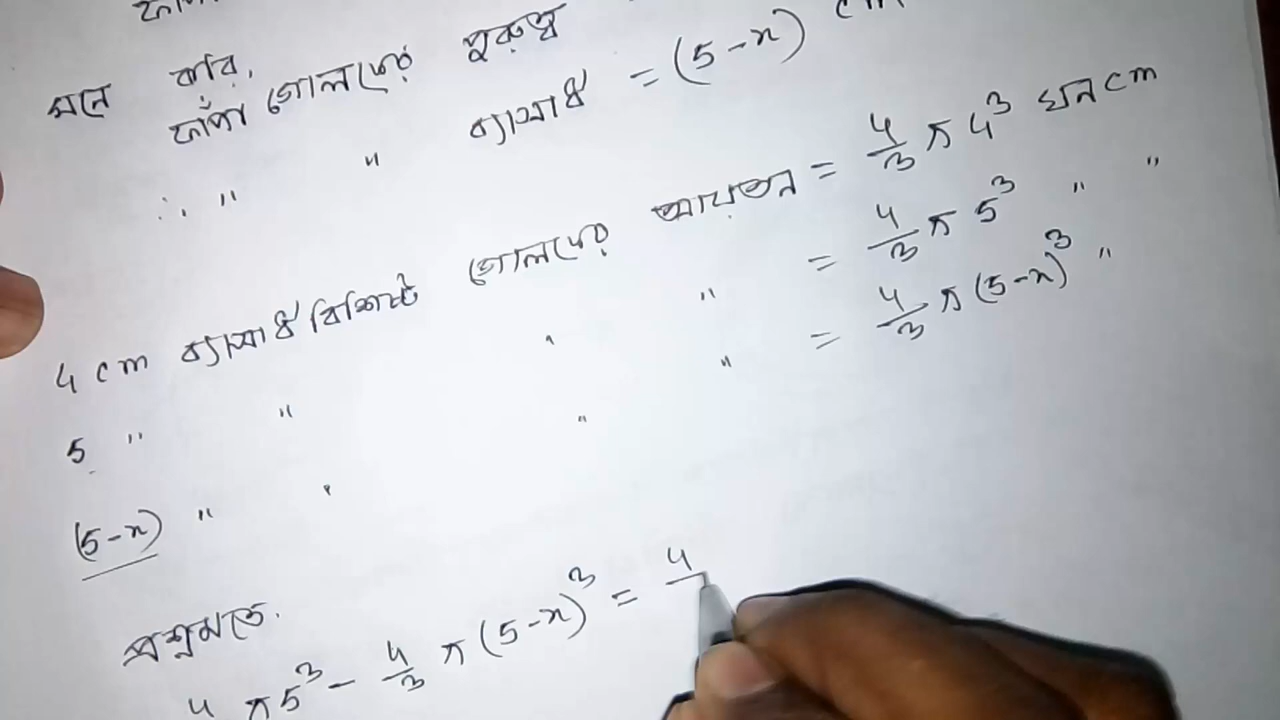 মনে করি,
ফাঁপা গোলকের পুরুত্ব
∴ " " ব্যাসার্ধ = (5-x) cm
4 cm ব্যাসার্ধ বিশিষ্ট গোলকের আয়তন = 4/3 π 4³ ঘন cm
5 " " " " = 4/3 π 5³ " "
(5-x) " " " " = 4/3 π (5-x)³ "
প্রশ্নমতে,
4 π 5³ - 4/3 π (5-x)³ = 4